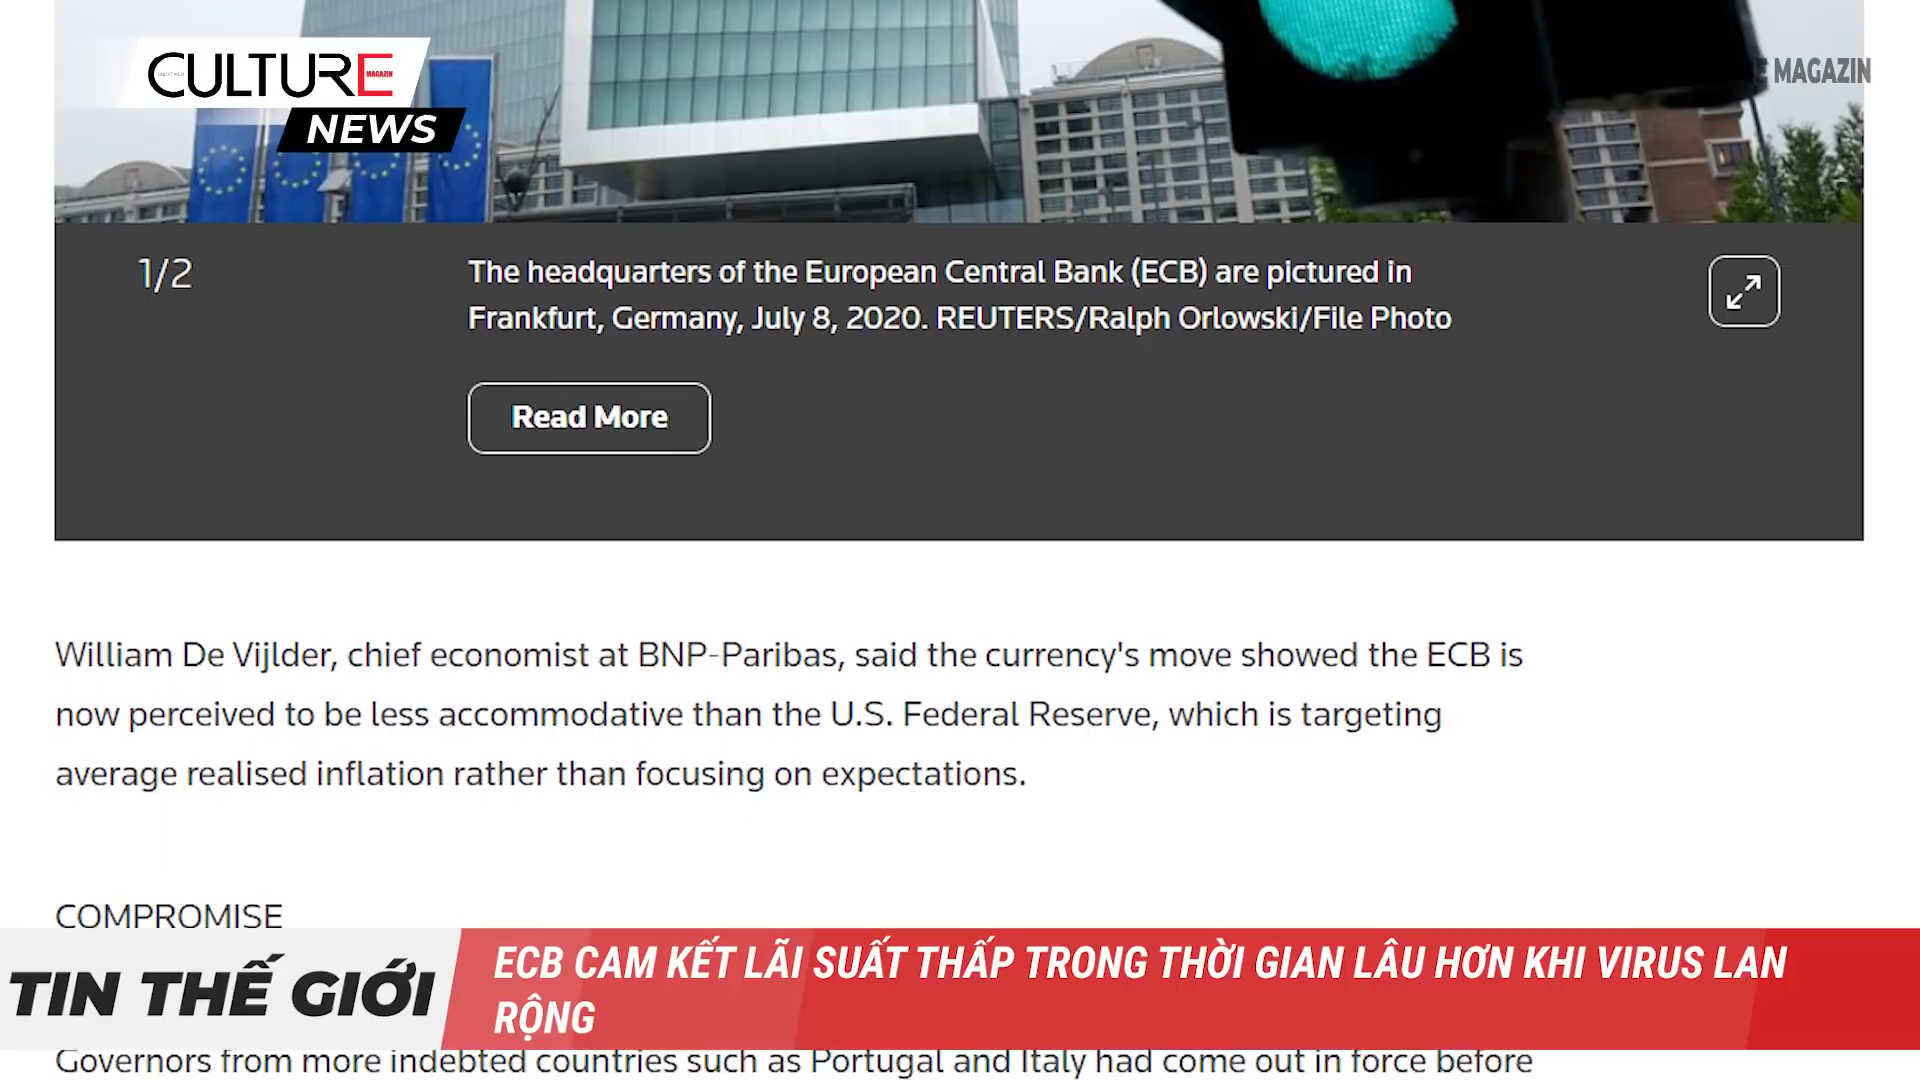 CULTURE
MAGAZIN
NEWS
MAGAZIN
1/2
The headquarters of the European Central Bank (ECB) are pictured in
Frankfurt, Germany, July 8, 2020. REUTERS/Ralph Orlowski/File Photo
Read More
William De Vijlder, chief economist at BNP-Paribas, said the currency's move showed the ECB is
now perceived to be less accommodative than the U.S. Federal Reserve, which is targeting
average realised inflation rather than focusing on expectations.
COMPROMISE
TIN THẾ GIỚI
ECB CAM KẾT LÃI SUẤT THẤP TRONG THỜI GIAN LÂU HƠN KHI VIRUS LAN
RỘNG
Governors from more indebted countries such as Portugal and Italy had come out in force before